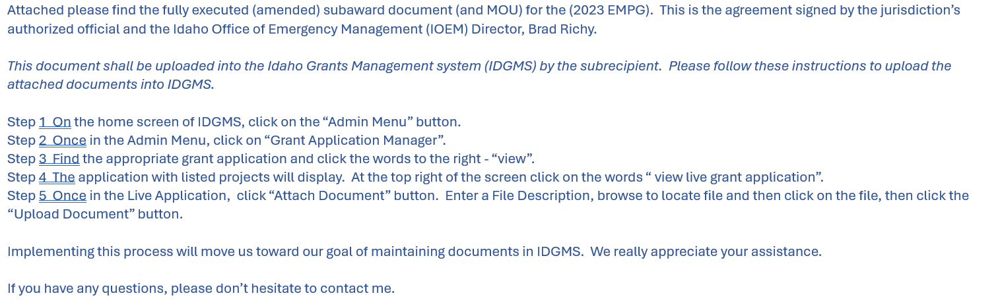 Attached please find the fully executed (amended) subaward document (and MOU) for the (2023 EMPG).  This is the agreement signed by the jurisdiction’s
authorized official and the Idaho Office of Emergency Management (IOEM) Director, Brad Richy.
This document shall be uploaded into the Idaho Grants Management system (IDGMS) by the subrecipient.  Please follow these instructions to upload the
attached documents into IDGMS.
Step 1  On the home screen of IDGMS, click on the “Admin Menu” button.
Step 2  Once in the Admin Menu, click on “Grant Application Manager”.
Step 3  Find the appropriate grant application and click the words to the right - “view”.
Step 4  The application with listed projects will display.  At the top right of the screen click on the words “ view live grant application”.
Step 5  Once in the Live Application,  click “Attach Document” button.  Enter a File Description, browse to locate file and then click on the file, then click the
“Upload Document” button.
Implementing this process will move us toward our goal of maintaining documents in IDGMS.  We really appreciate your assistance.
If you have any questions, please don’t hesitate to contact me.